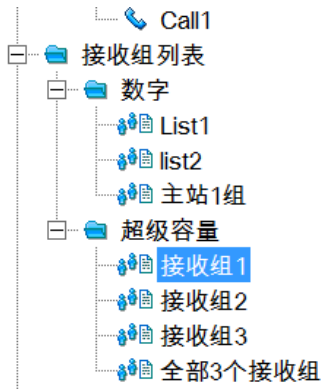 Call1
接收组列表
数字
List1
list2
主站1组
超级容量
接收组1
接收组2
接收组3
全部3个接收组